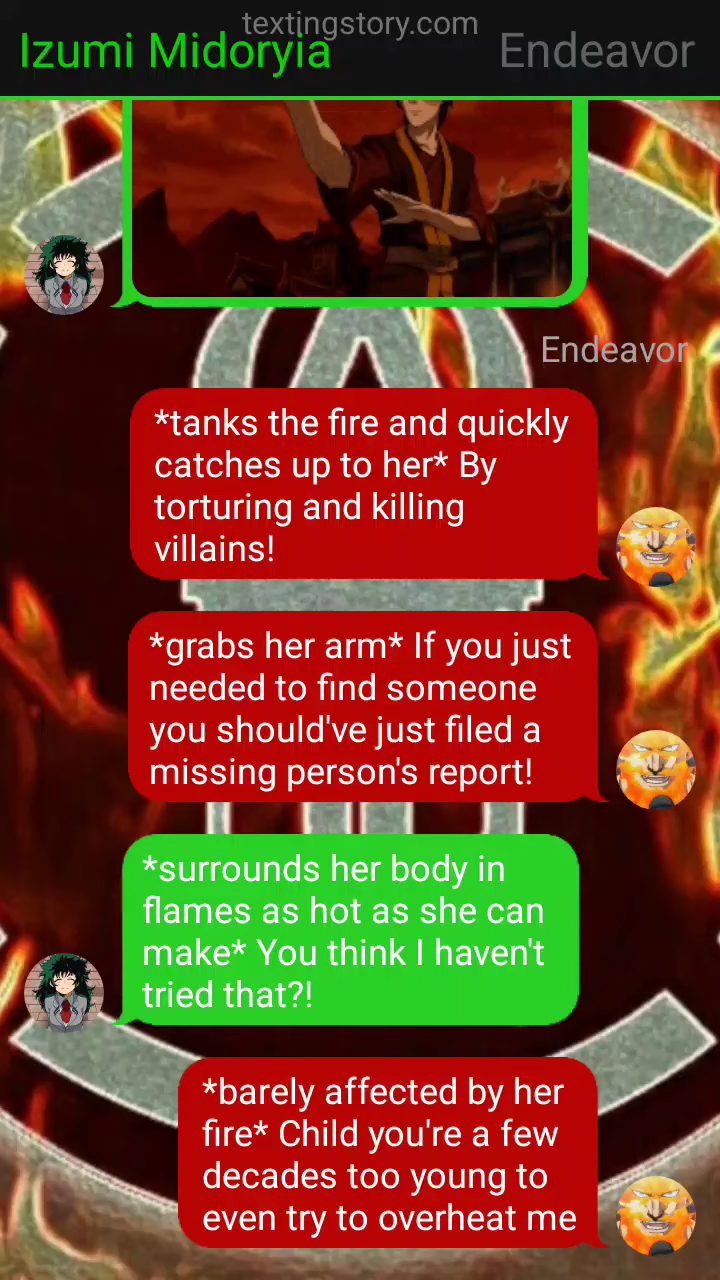 textingstory.com
Izumi Midoryia
Endeavor
Endeavor
*tanks the fire and quickly
catches up to her* By
torturing and killing
villains!
*grabs her arm* If you just
needed to find someone
you should've just filed a
missing person's report!
*surrounds her body in
flames as hot as she can
make* You think I haven't
tried that?!
*barely affected by her
fire* Child you're a few
decades too young to
even try to overheat me